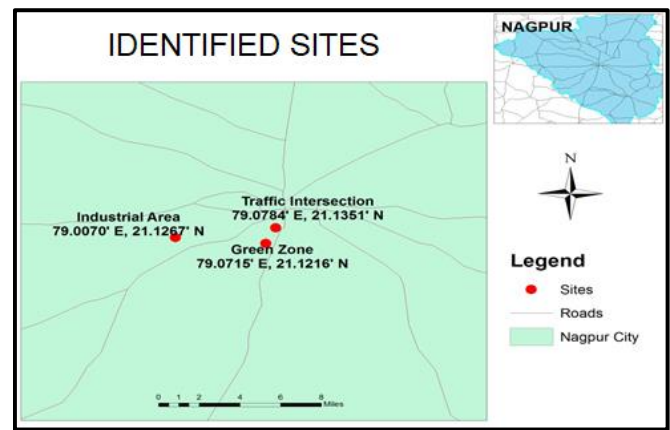 IDENTIFIED SITES
NAGPUR
Traffic Intersection
79.0784' E, 21.1351' N
Industrial Area
79.0070' E, 21.1267' N
Green Zone
79.0715' E, 21.1216' N
0 1 2 4 6 8
Miles
N
Legend
Sites
Roads
Nagpur City